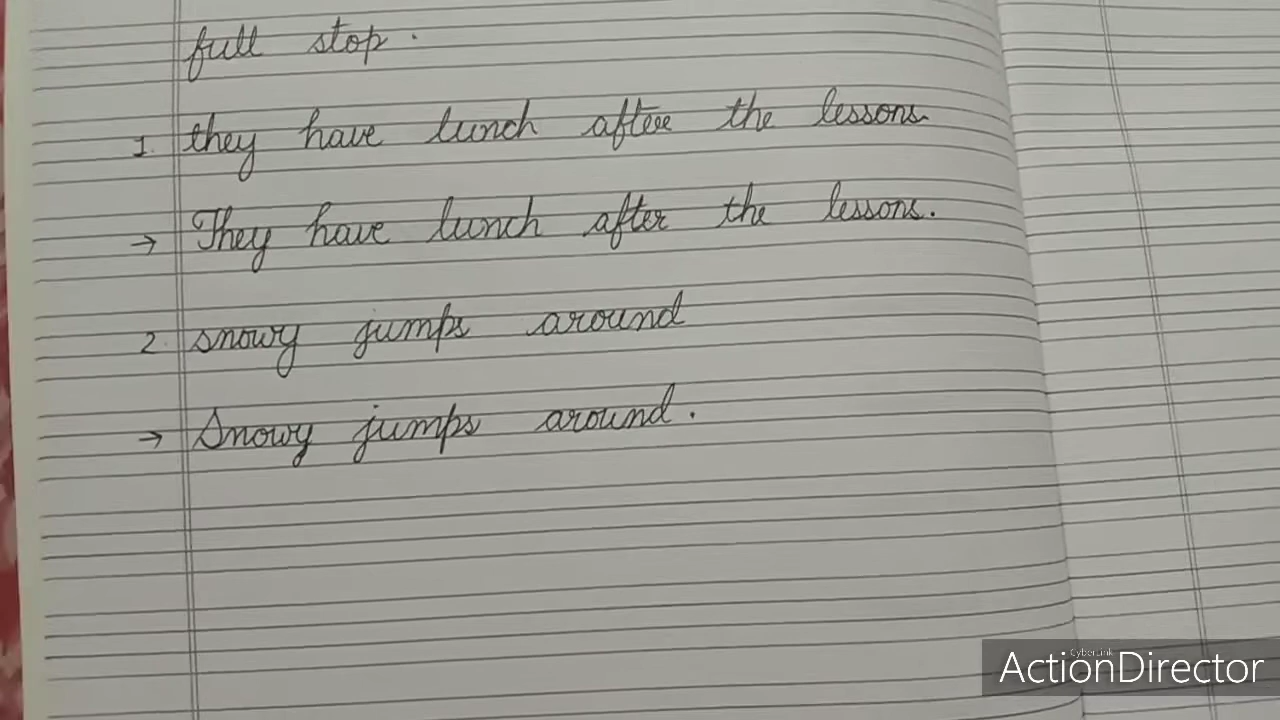 full stop.
1. they have lunch after the lessons
→ They have lunch after the lessons.
2. snowy jumps around
→ Snowy jumps around.
CyberLink
ActionDirector